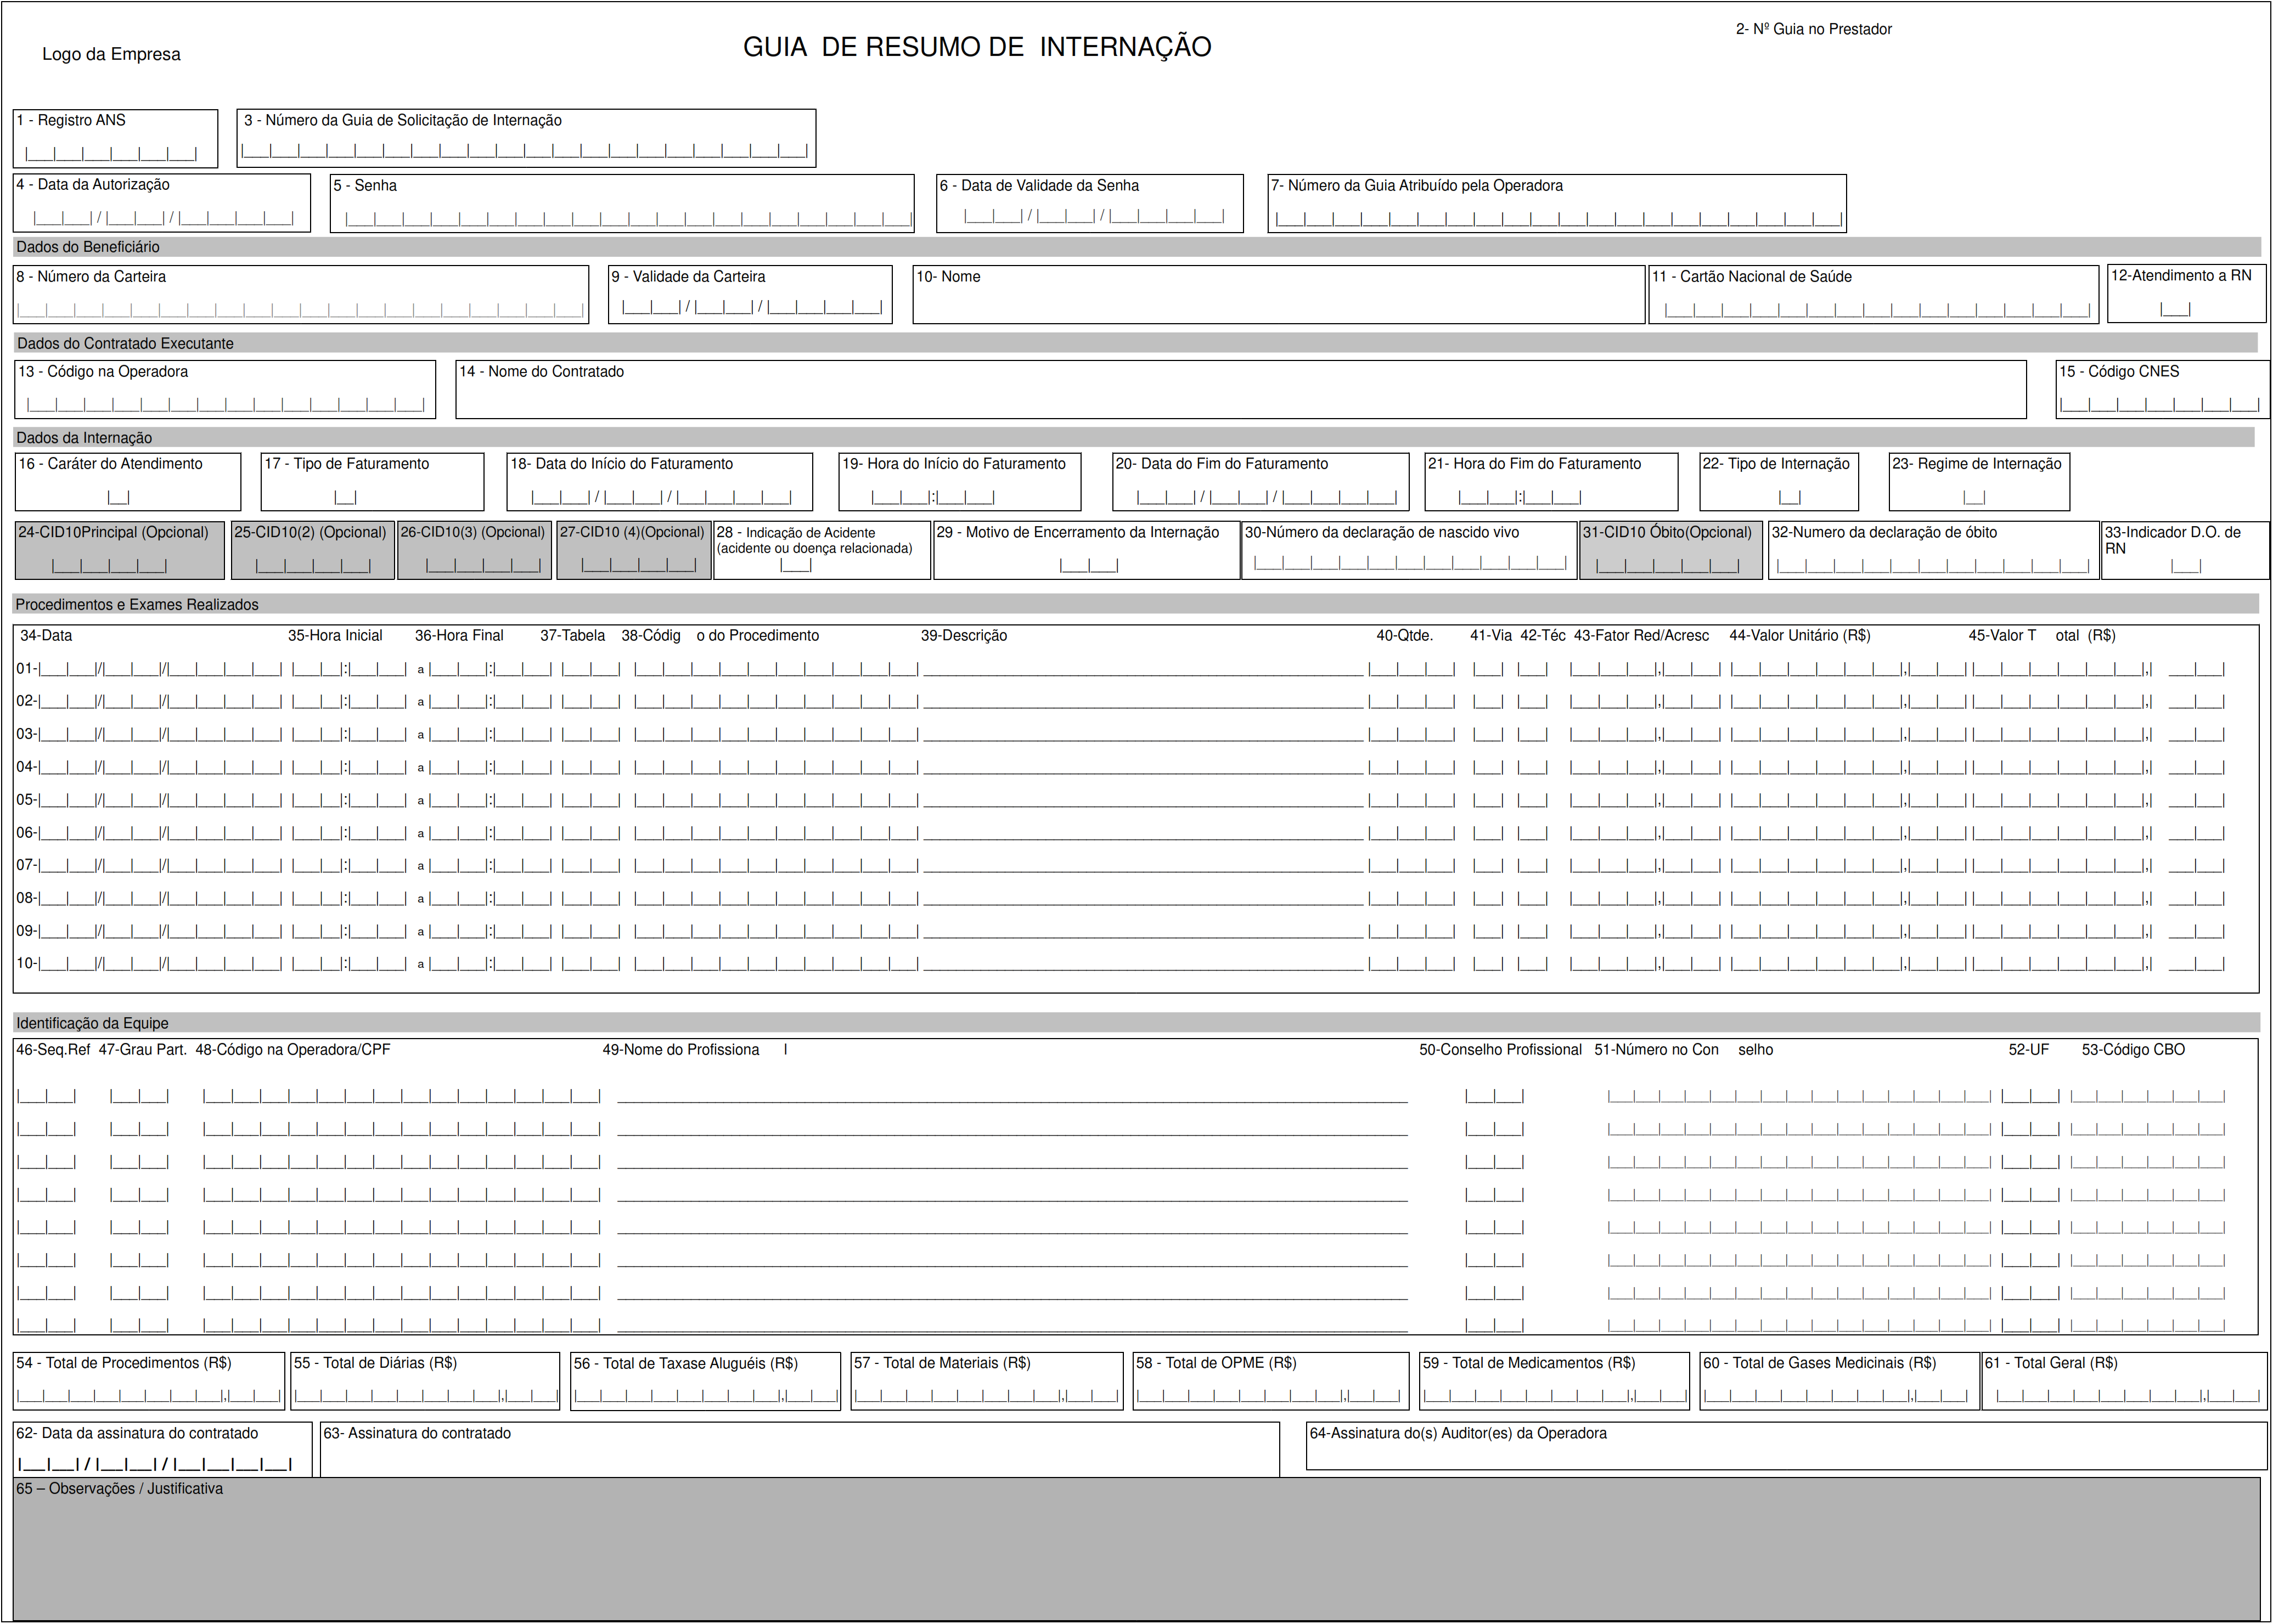 Logo da Empresa
GUIA DE RESUMO DE INTERNAÇÃO
2- Nº Guia no Prestador
1 - Registro ANS
3 - Número da Guia de Solicitação de Internação
4 - Data da Autorização
5 - Senha
6 - Data de Validade da Senha
7- Número da Guia Atribuído pela Operadora
Dados do Beneficiário
8 - Número da Carteira
9 - Validade da Carteira
10- Nome
11 - Cartão Nacional de Saúde
12-Atendimento a RN
Dados do Contratado Executante
13 - Código na Operadora
14 - Nome do Contratado
15 - Código CNES
Dados da Internação
16 - Caráter do Atendimento
17 - Tipo de Faturamento
18- Data do Início do Faturamento
19- Hora do Início do Faturamento
20- Data do Fim do Faturamento
21- Hora do Fim do Faturamento
22- Tipo de Internação
23- Regime de Internação
24-CID10Principal (Opcional)
25-CID10(2) (Opcional)
26-CID10(3) (Opcional)
27-CID10 (4)(Opcional)
28 - Indicação de Acidente
(acidente ou doença relacionada)
29 - Motivo de Encerramento da Internação
30-Número da declaração de nascido vivo
31-CID10 Óbito(Opcional)
32-Numero da declaração de óbito
33-Indicador D.O. de
RN
Procedimentos e Exames Realizados
34-Data 35-Hora Inicial 36-Hora Final 37-Tabela 38-Códig o do Procedimento 39-Descrição 40-Qtde. 41-Via 42-Téc 43-Fator Red/Acresc 44-Valor Unitário (R$) 45-Valor T otal (R$)
01- a
02- a
03- a
04- a
05- a
06- a
07- a
08- a
09- a
10- a
Identificação da Equipe
46-Seq.Ref 47-Grau Part. 48-Código na Operadora/CPF 49-Nome do Profissiona l 50-Conselho Profissional 51-Número no Con selho 52-UF 53-Código CBO
54 - Total de Procedimentos (R$)
55 - Total de Diárias (R$)
56 - Total de Taxase Aluguéis (R$)
57 - Total de Materiais (R$)
58 - Total de OPME (R$)
59 - Total de Medicamentos (R$)
60 - Total de Gases Medicinais (R$)
61 - Total Geral (R$)
62- Data da assinatura do contratado
63- Assinatura do contratado
64-Assinatura do(s) Auditor(es) da Operadora
65 – Observações / Justificativa